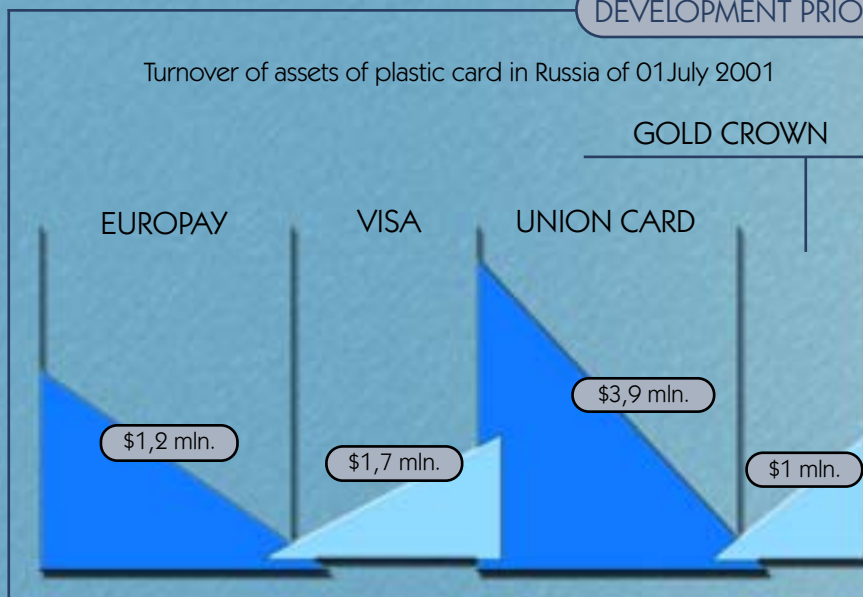 DEVELOPMENT PRIO
Turnover of assets of plastic card in Russia of 01July 2001
GOLD CROWN
EUROPAY VISA UNION CARD
$3,9 mln.
$1,2 mln.
$1,7 mln.
$1 mln.